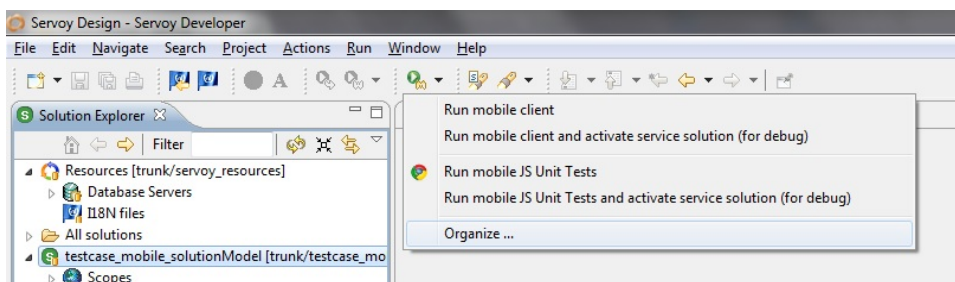 Servoy Design - Servoy Developer
File Edit Navigate Search Project Actions Run Window Help
A
Solution Explorer
Filter
Run mobile client
Run mobile client and activate service solution (for debug)
Run mobile JS Unit Tests
Run mobile JS Unit Tests and activate service solution (for debug)
Organize ...
Resources [trunk/servoy_resources]
Database Servers
I18N files
All solutions
testcase_mobile_solutionModel [trunk/testcase_mo
Scopes